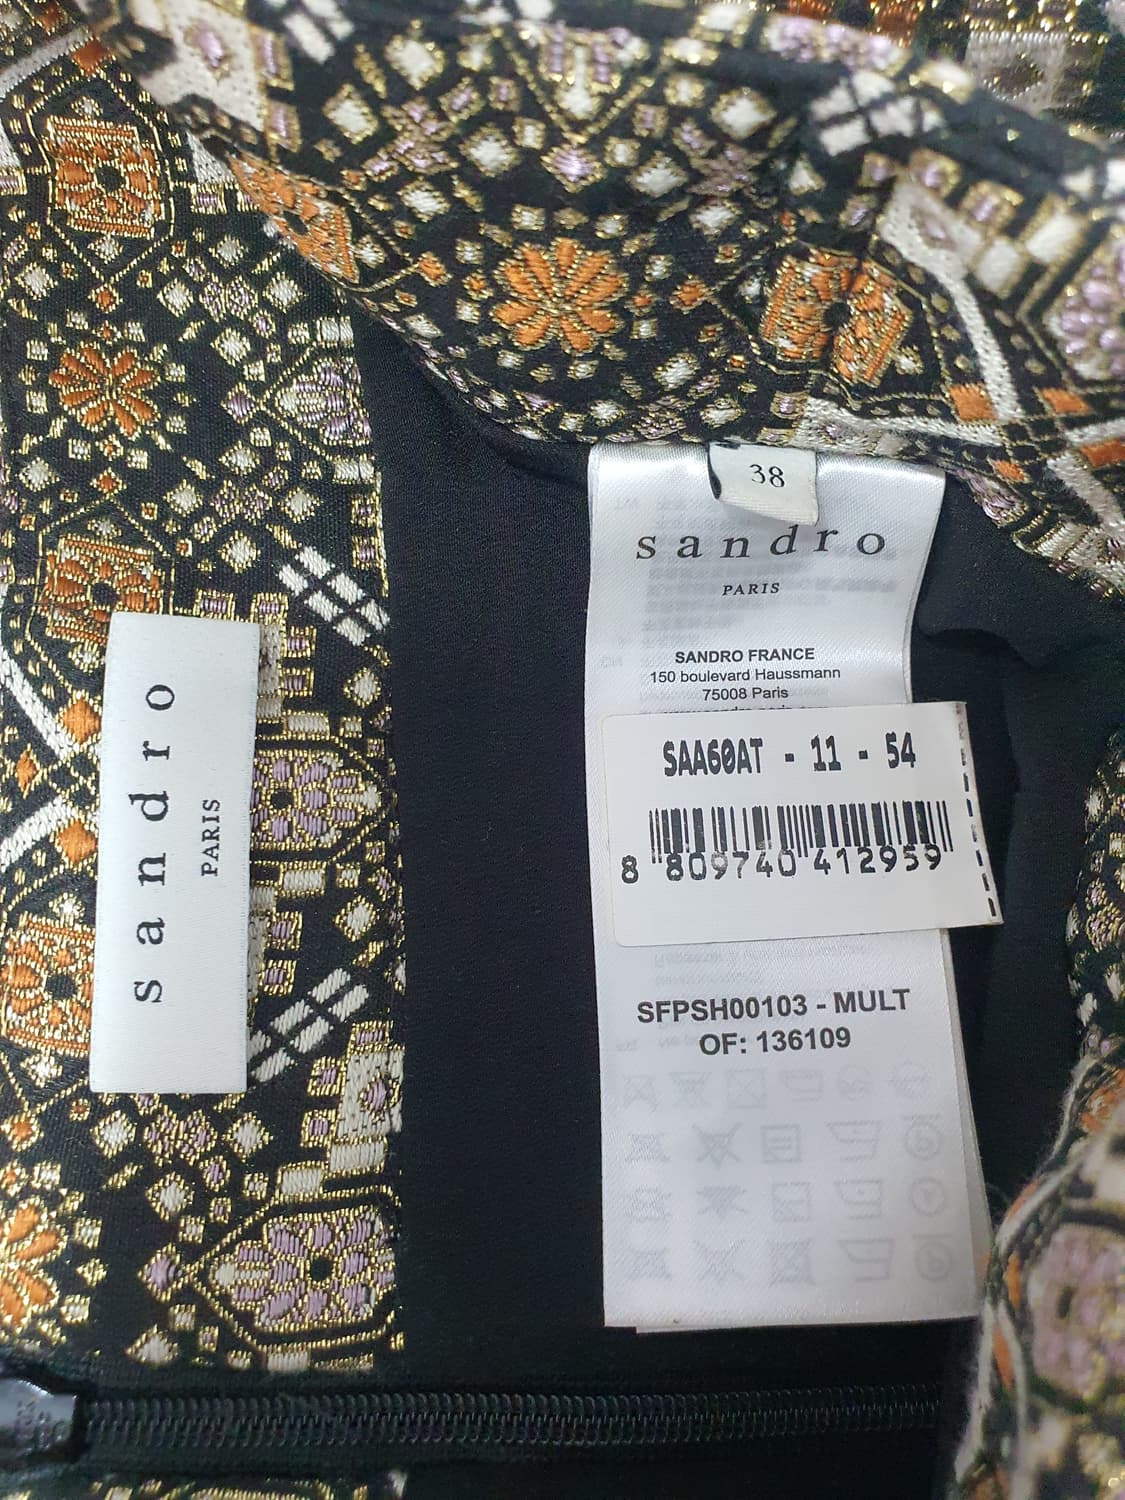 38
sandro
PARIS
SANDRO FRANCE
150 boulevard Haussmann
75008 Paris
SAA60AT - 11 - 54
8 809740 412959
SFPSH00103 - MULT
OF: 136109
sandro
PARIS